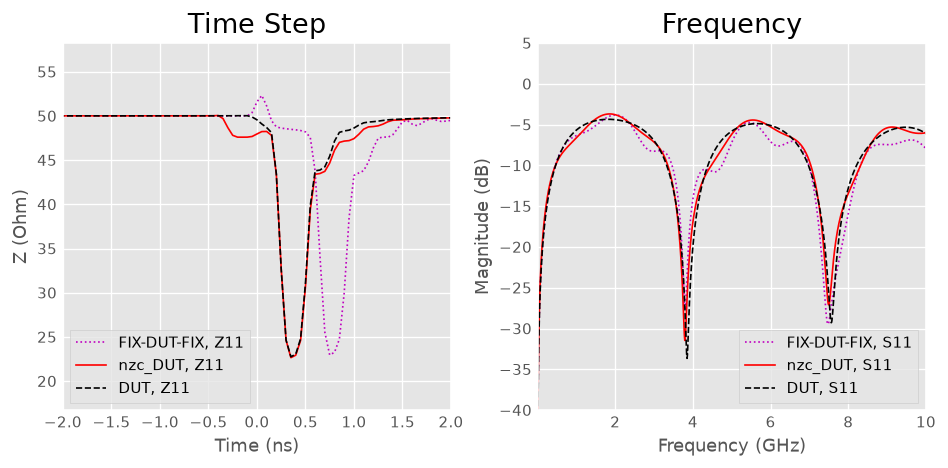 Time Step
Frequency
55
50
45
40
35
30
25
20
Z (Ohm)
FIX-DUT-FIX, Z11
nzc_DUT, Z11
DUT, Z11
−2.0 −1.5 −1.0 −0.5 0.0 0.5 1.0 1.5 2.0
Time (ns)
5
0
−5
−10
−15
−20
−25
−30
−35
−40
Magnitude (dB)
FIX-DUT-FIX, S11
nzc_DUT, S11
DUT, S11
2 4 6 8 10
Frequency (GHz)